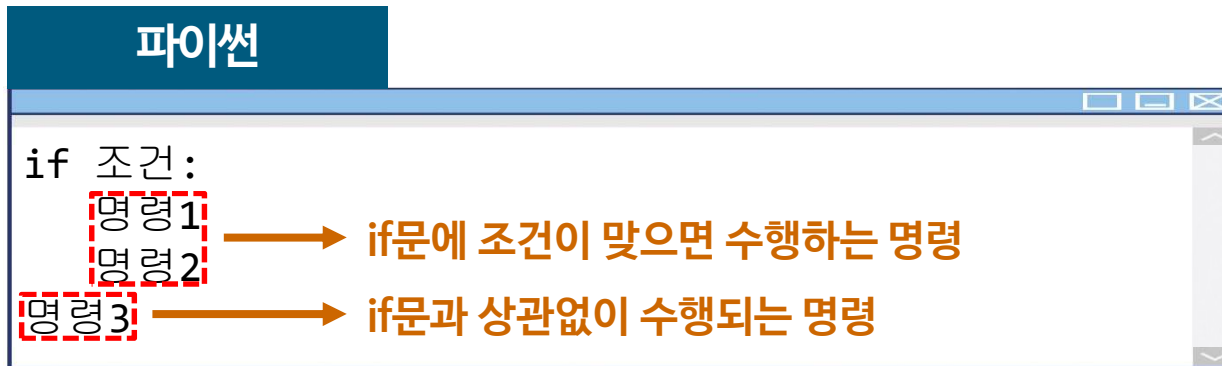 파이썬
if 조건:
명령1
명령2
if문에 조건이 맞으면 수행하는 명령
명령3
if문과 상관없이 수행되는 명령